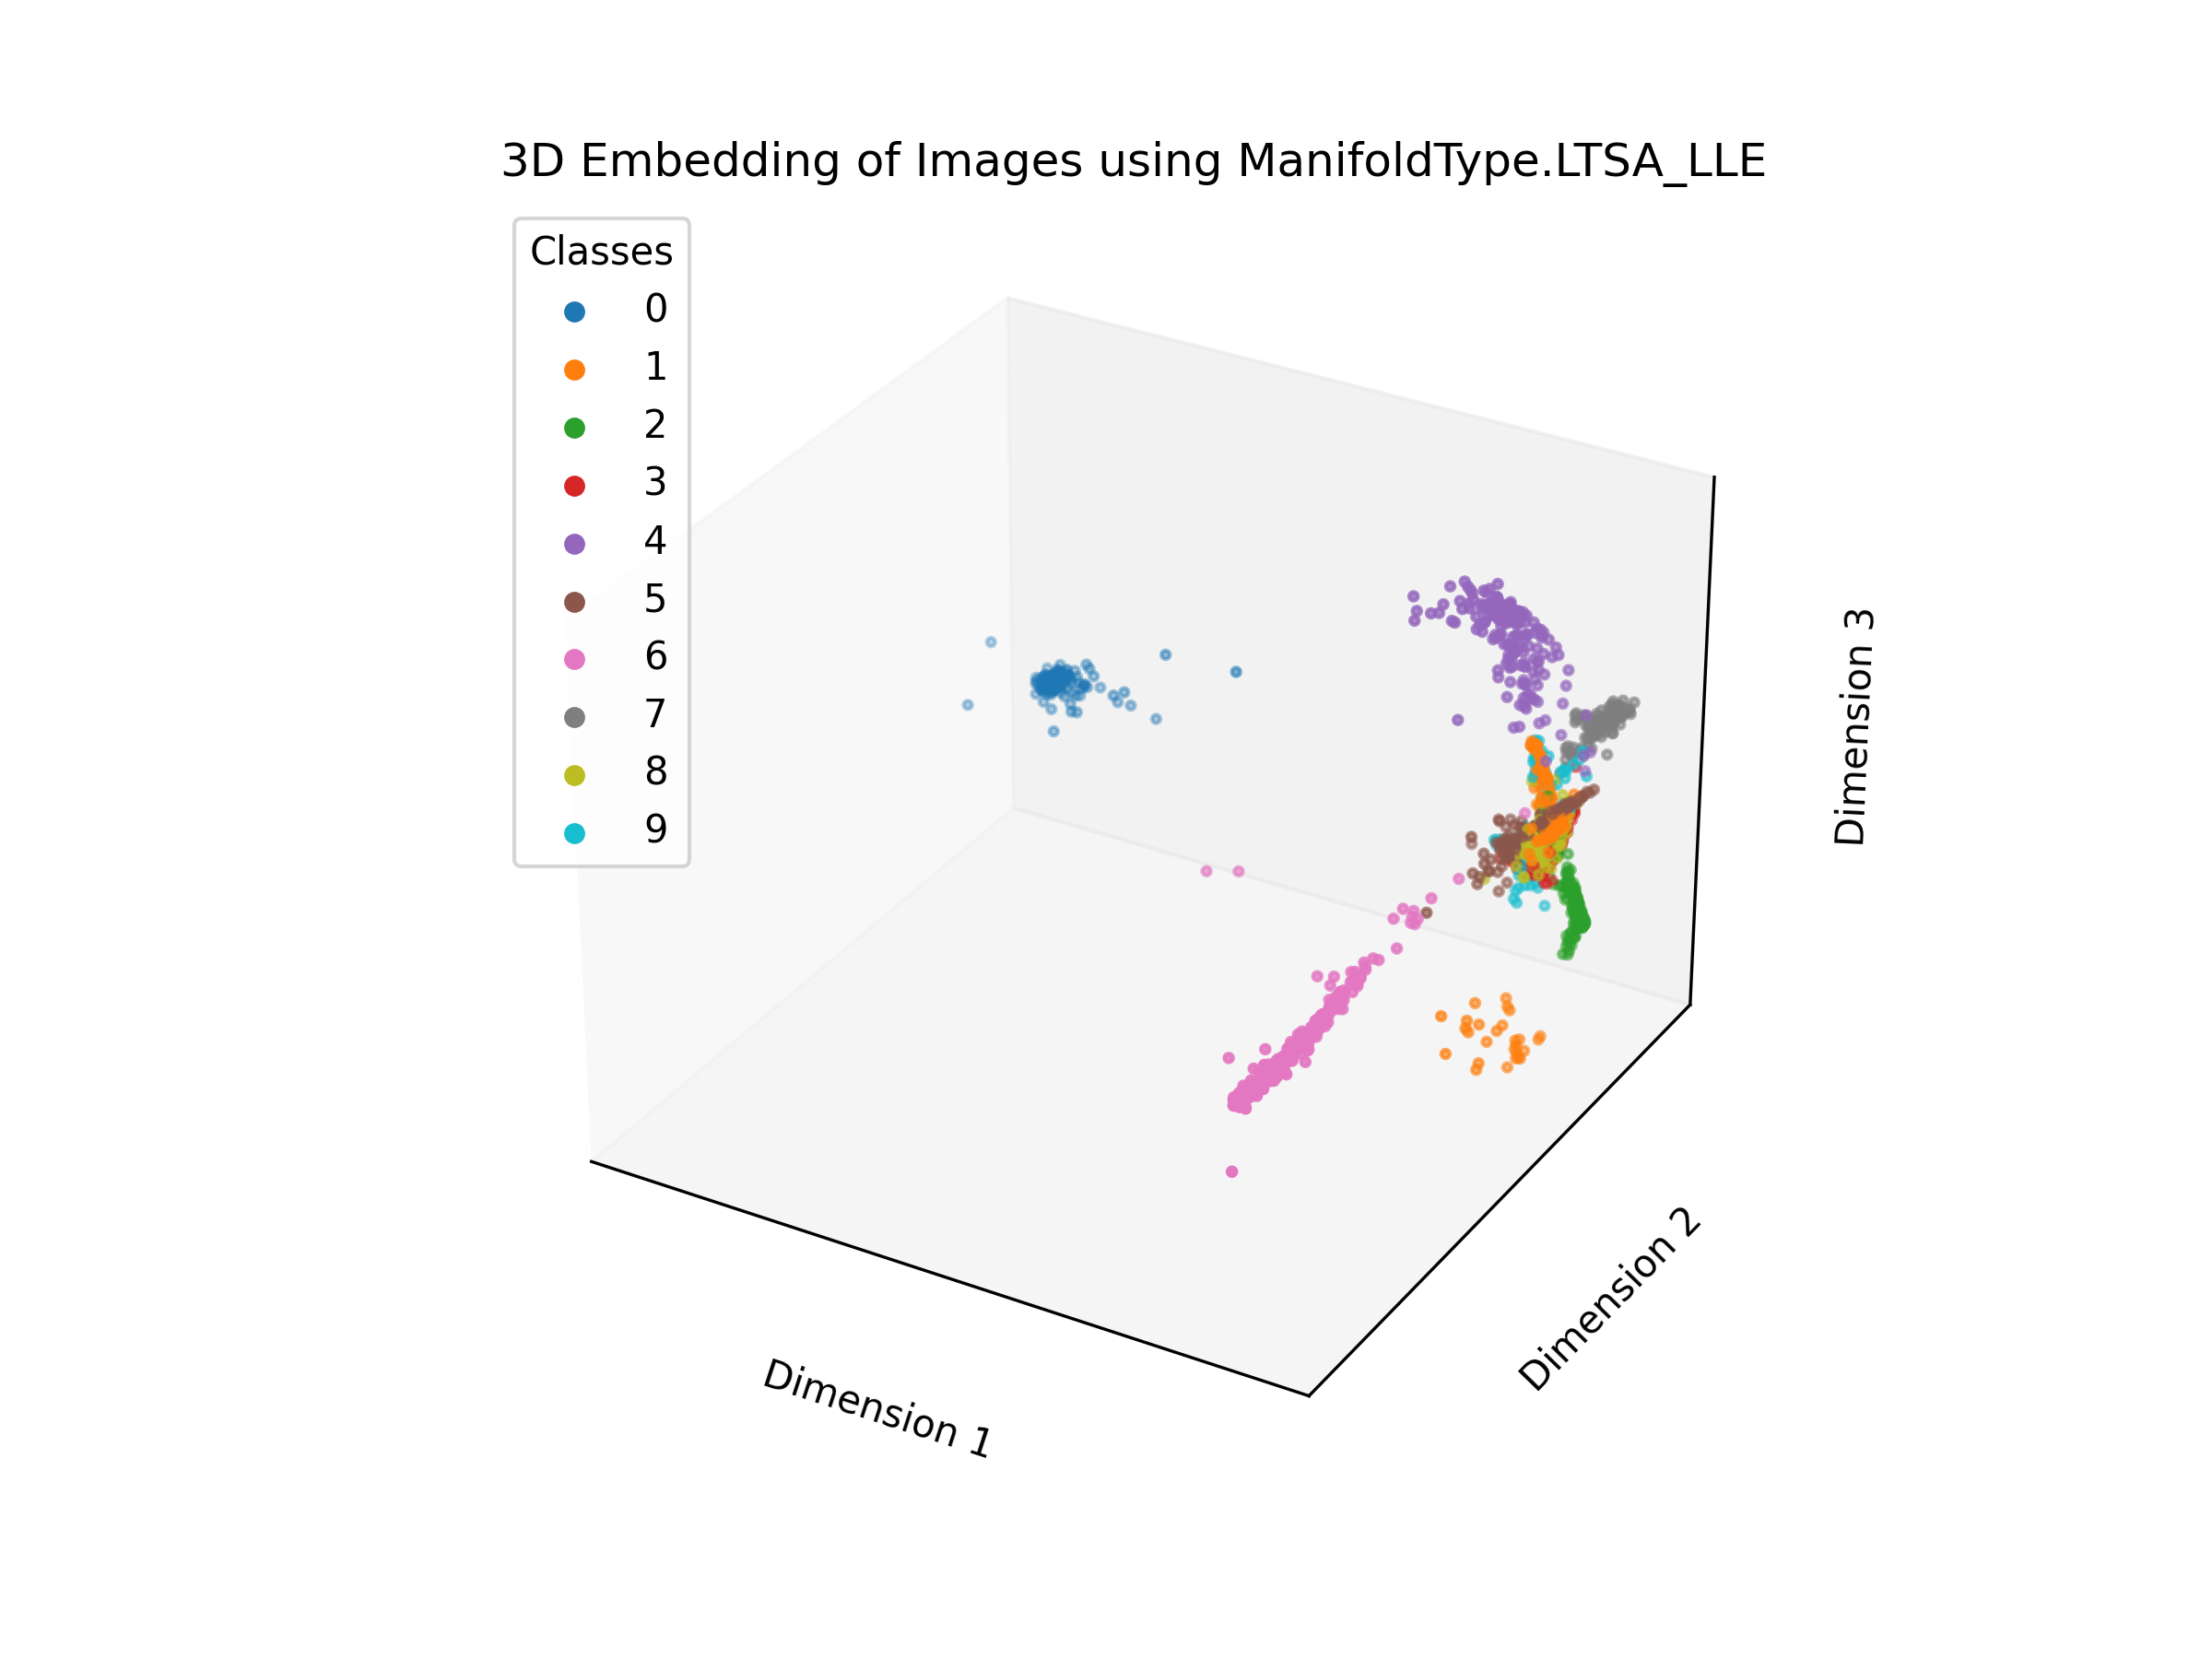 3D Embedding of Images using ManifoldType.LTSA_LLE
Classes
0
1
2
3
4
5
6
7
8
9
Dimension 3
Dimension 2
Dimension 1